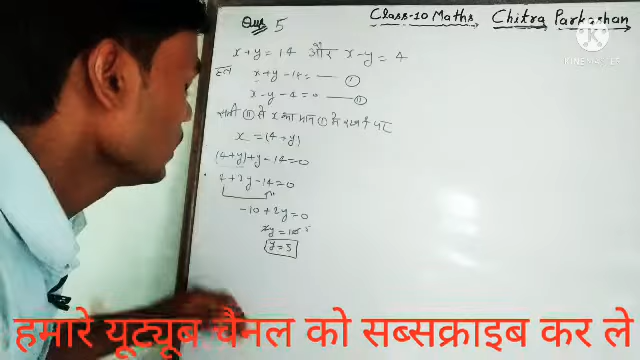 Ques 5
Class-10 Maths Chitra Parkashan
KINEMASTER
x+y = 14 और x-y = 4
हल x+y-14= — ①
x-y-4=0 — ②
समी ② से x का मान ① में रखने पर
x = (4+y)
(4+y)+y-14=0
4+2y-14=0
-10+2y=0
y=5
हमारे यूट्यूब चैनल को सब्सक्राइब कर ले